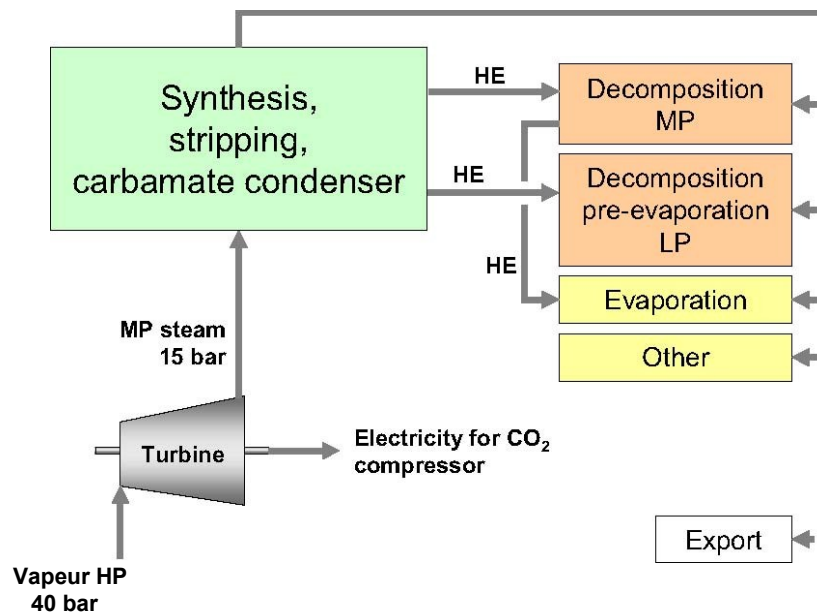 Synthesis,
stripping,
carbamate condenser
HE
Decomposition
MP
HE
Decomposition
pre-evaporation
LP
HE
Evaporation
MP steam
15 bar
Other
Turbine
Electricity for CO₂
compressor
Export
Vapeur HP
40 bar